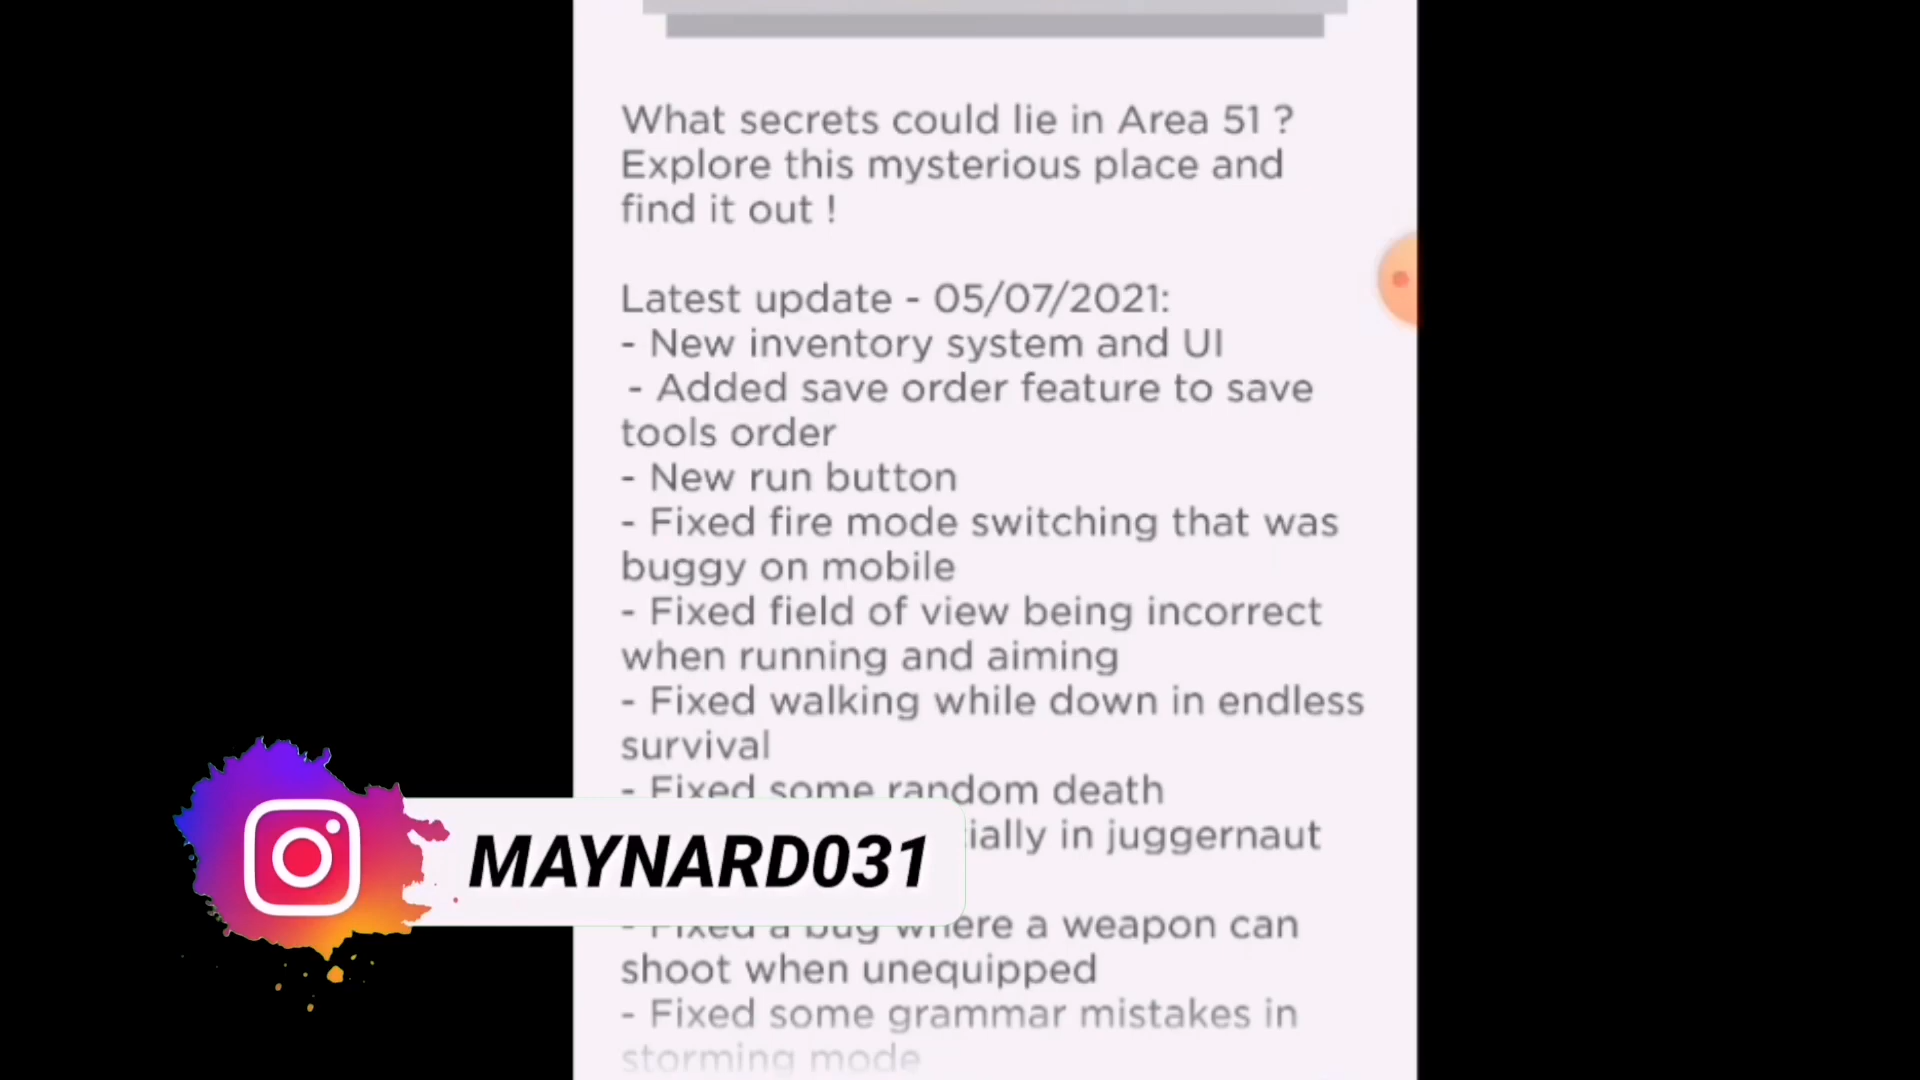 What secrets could lie in Area 51 ?
Explore this mysterious place and
find it out !
Latest update - 05/07/2021:
- New inventory system and UI
- Added save order feature to save
tools order
- New run button
- Fixed fire mode switching that was
buggy on mobile
- Fixed field of view being incorrect
when running and aiming
- Fixed walking while down in endless
survival
- Fixed some random death
in juggernaut
MAYNARD031
- Fixed a bug where a weapon can
shoot when unequipped
- Fixed some grammar mistakes in
storming mode